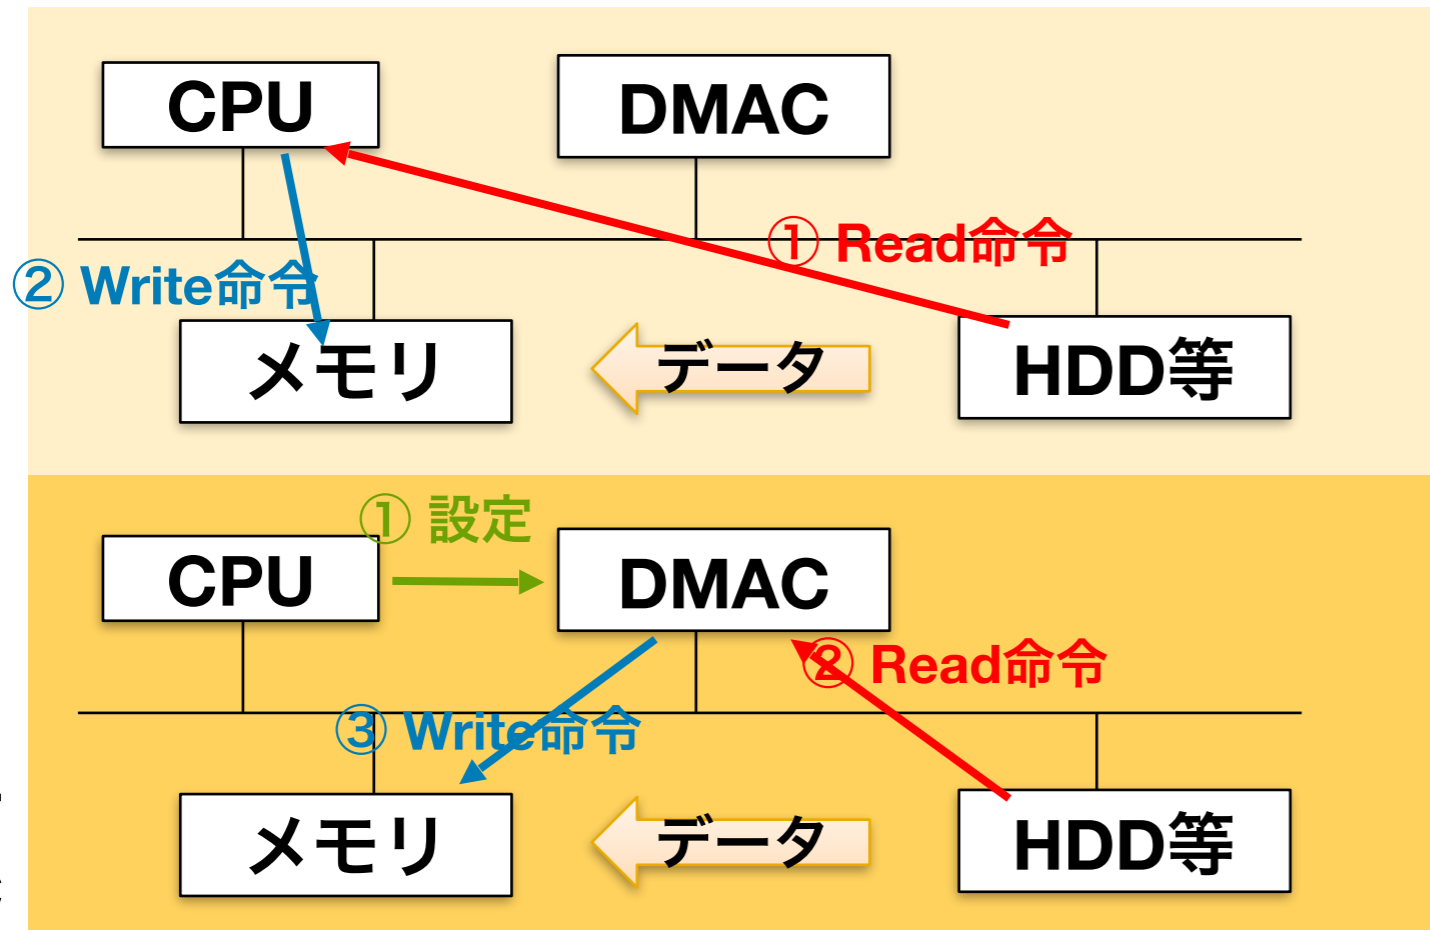 CPU
DMAC
① Read命令
② Write命令
メモリ
データ
HDD等
① 設定
CPU
DMAC
② Read命令
③ Write命令
メモリ
データ
HDD等